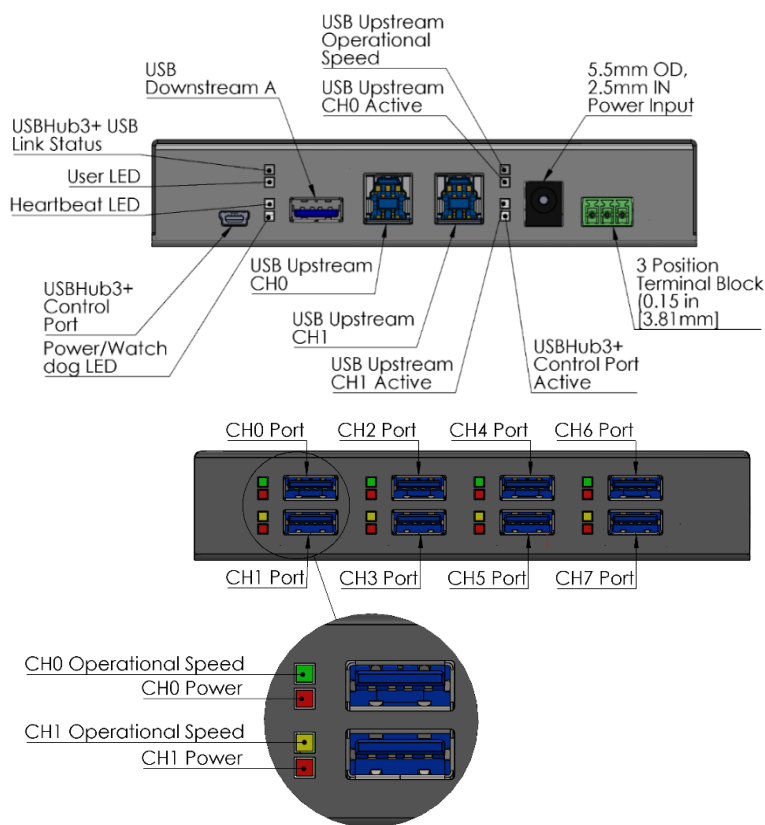 USB Upstream
Operational
Speed
USB
Downstream A
USB Upstream
CH0 Active
5.5mm OD,
2.5mm IN
Power Input
USBHub3+ USB
Link Status
User LED
Heartbeat LED
USBHub3+
Control
Port
Power/Watch
dog LED
USB Upstream
CH0
USB Upstream
CH1
USB Upstream
CH1 Active
USBHub3+
Control Port
Active
3 Position
Terminal Block
(0.15 in
[3.81mm]
CH0 Port
CH2 Port
CH4 Port
CH6 Port
CH1 Port
CH3 Port
CH5 Port
CH7 Port
CH0 Operational Speed
CH0 Power
CH1 Operational Speed
CH1 Power